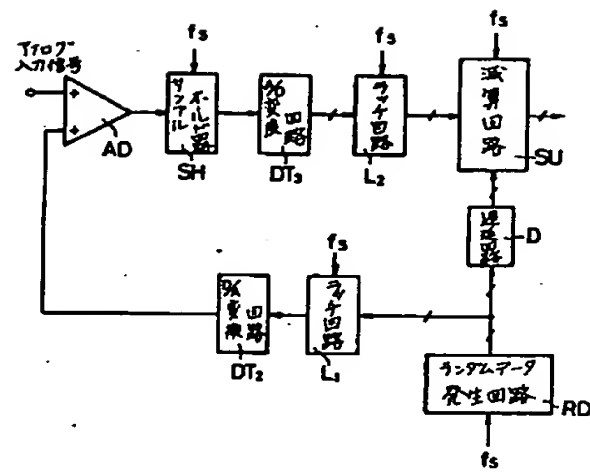 アナログ
入力信号
AD
fs
サンプル
ホールド回路
SH
A/D
変換
回路
DT₃
fs
ラッチ回路
L₂
fs
減算回路
SU
遅延回路
D
fs
ラッチ回路
L₁
D/A
変換
回路
DT₂
ランダムデータ
発生回路
RD
fs